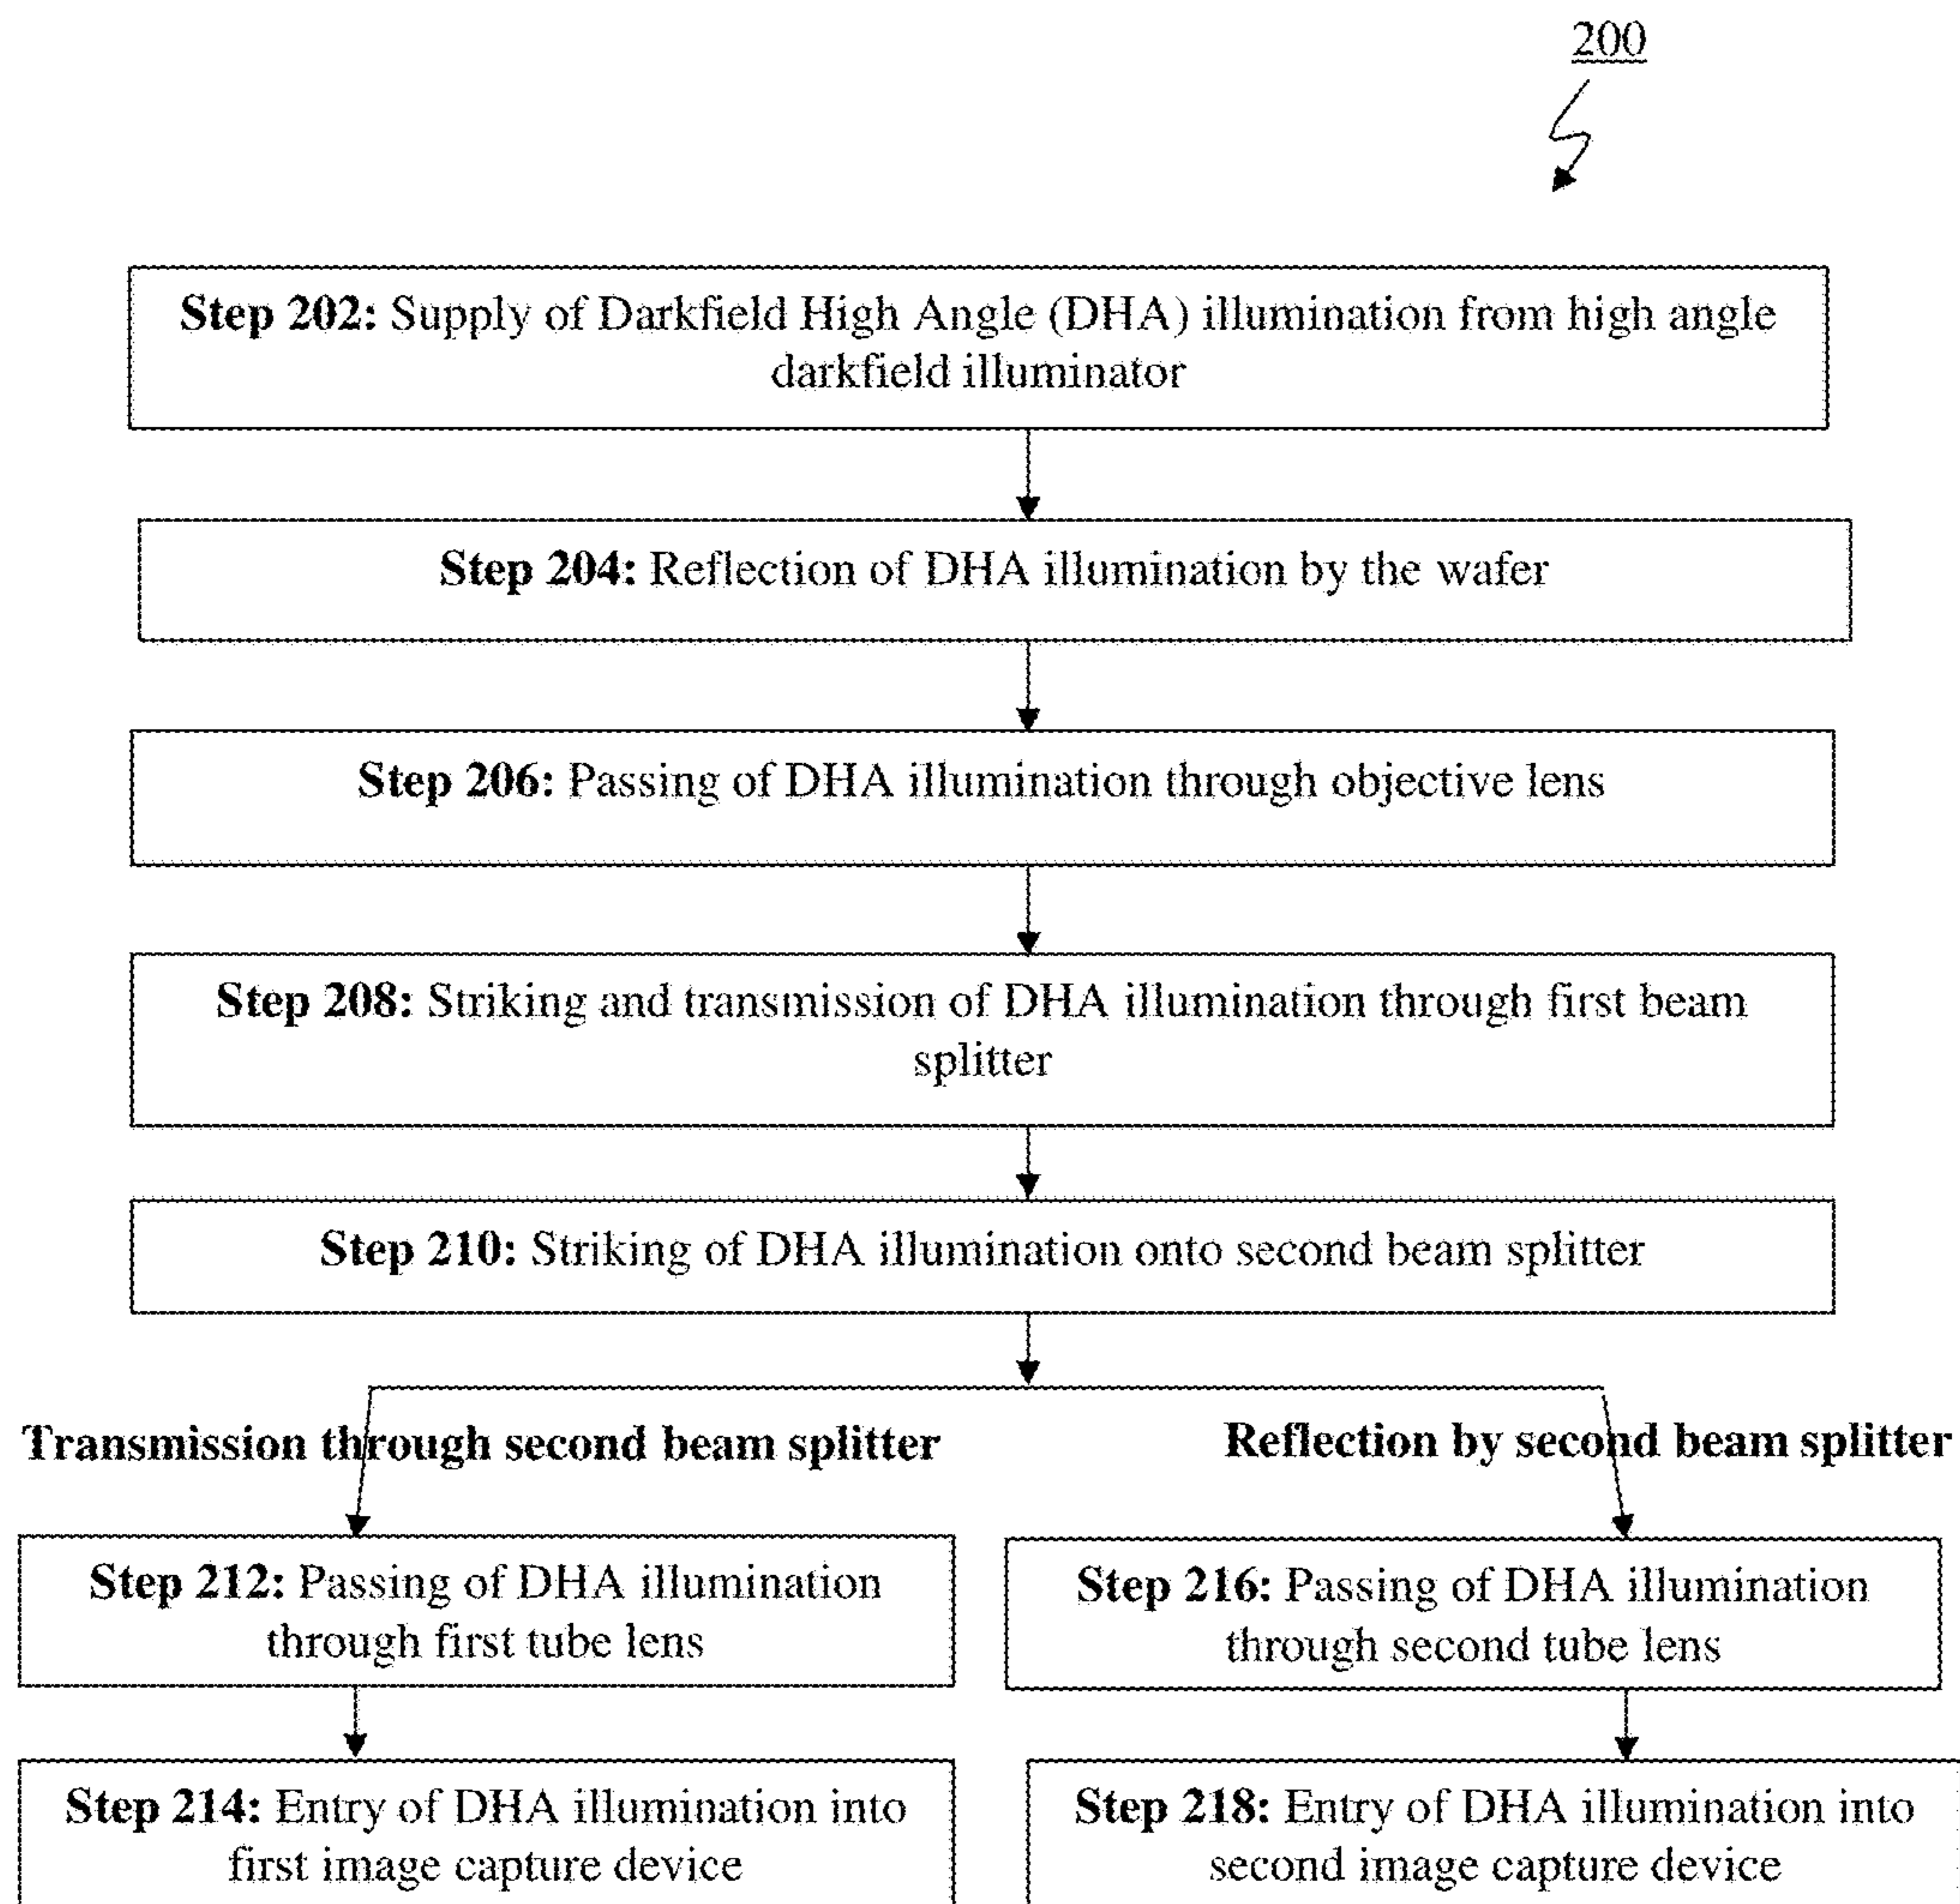 200
Step 202: Supply of Darkfield High Angle (DHA) illumination from high angle
darkfield illuminator
Step 204: Reflection of DHA illumination by the wafer
Step 206: Passing of DHA illumination through objective lens
Step 208: Striking and transmission of DHA illumination through first beam
splitter
Step 210: Striking of DHA illumination onto second beam splitter
Transmission through second beam splitter
Reflection by second beam splitter
Step 212: Passing of DHA illumination
through first tube lens
Step 216: Passing of DHA illumination
through second tube lens
Step 214: Entry of DHA illumination into
first image capture device
Step 218: Entry of DHA illumination into
second image capture device